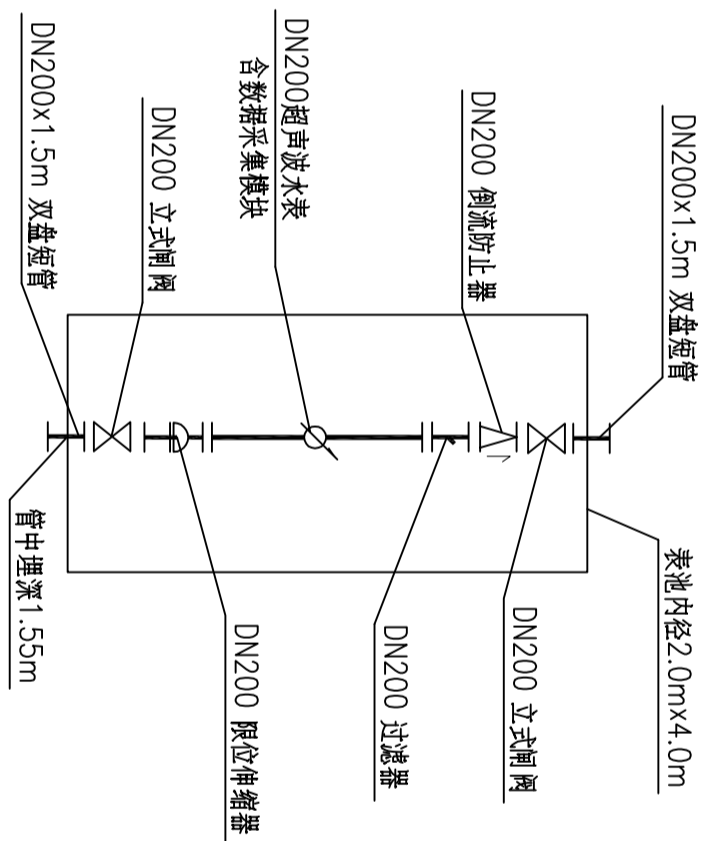 DN200x1.5m 双盘短管
DN200 倒流防止器
DN200超声波水表
含数据采集模块
DN200 立式闸阀
DN200x1.5m 双盘短管
表池内径2.0mx4.0m
DN200 立式闸阀
DN200 过滤器
DN200 限位伸缩器
管中埋深1.55m